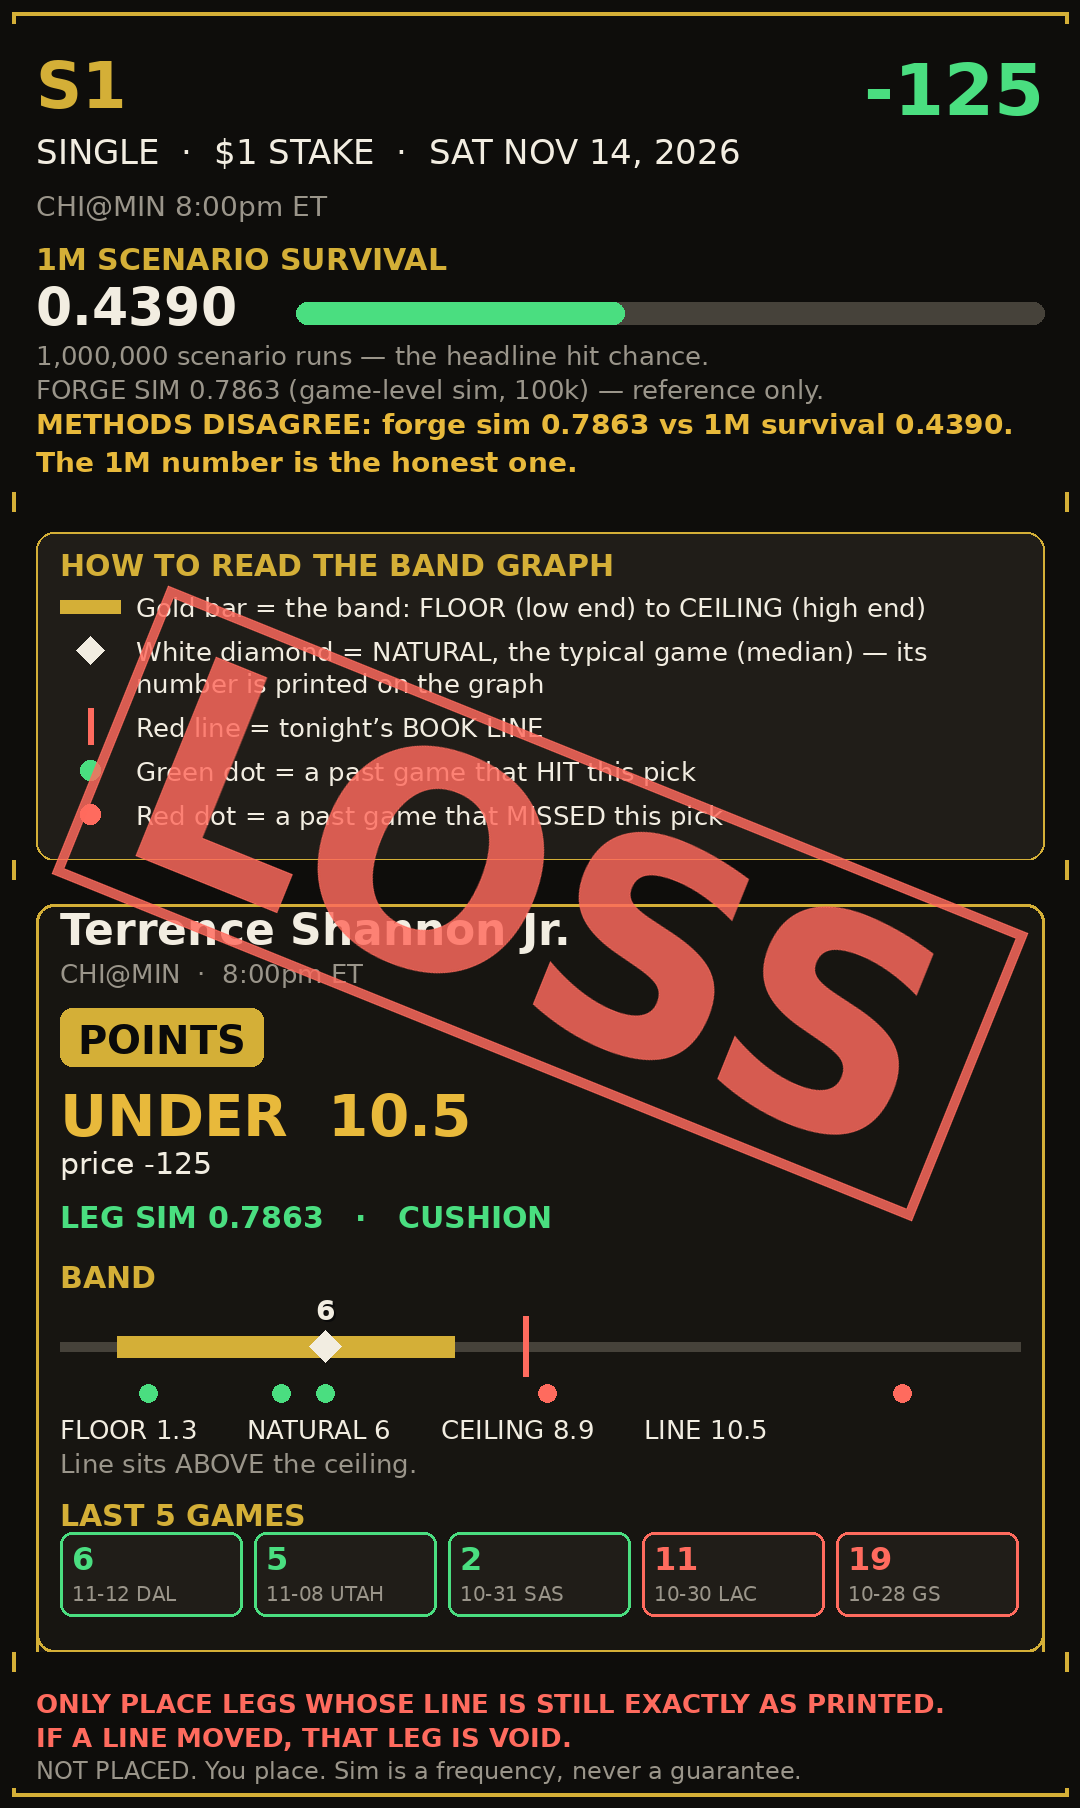 S1
-125
SINGLE · $1 STAKE · SAT NOV 14, 2026
CHI@MIN 8:00pm ET
1M SCENARIO SURVIVAL
0.4390
1,000,000 scenario runs — the headline hit chance.
FORGE SIM 0.7863 (game-level sim, 100k) — reference only.
METHODS DISAGREE: forge sim 0.7863 vs 1M survival 0.4390.
The 1M number is the honest one.
HOW TO READ THE BAND GRAPH
Gold bar = the band: FLOOR (low end) to CEILING (high end)
White diamond = NATURAL, the typical game (median) — its
number is printed on the graph
Red line = tonight’s BOOK LINE
Green dot = a past game that HIT this pick
Red dot = a past game that MISSED this pick
LOSS
Terrence Shannon Jr.
CHI@MIN · 8:00pm ET
POINTS
UNDER 10.5
price -125
LEG SIM 0.7863 · CUSHION
BAND
6
FLOOR 1.3 NATURAL 6 CEILING 8.9 LINE 10.5
Line sits ABOVE the ceiling.
LAST 5 GAMES
6 5 2 11 19
11-12 DAL 11-08 UTAH 10-31 SAS 10-30 LAC 10-28 GS
ONLY PLACE LEGS WHOSE LINE IS STILL EXACTLY AS PRINTED.
IF A LINE MOVED, THAT LEG IS VOID.
NOT PLACED. You place. Sim is a frequency, never a guarantee.